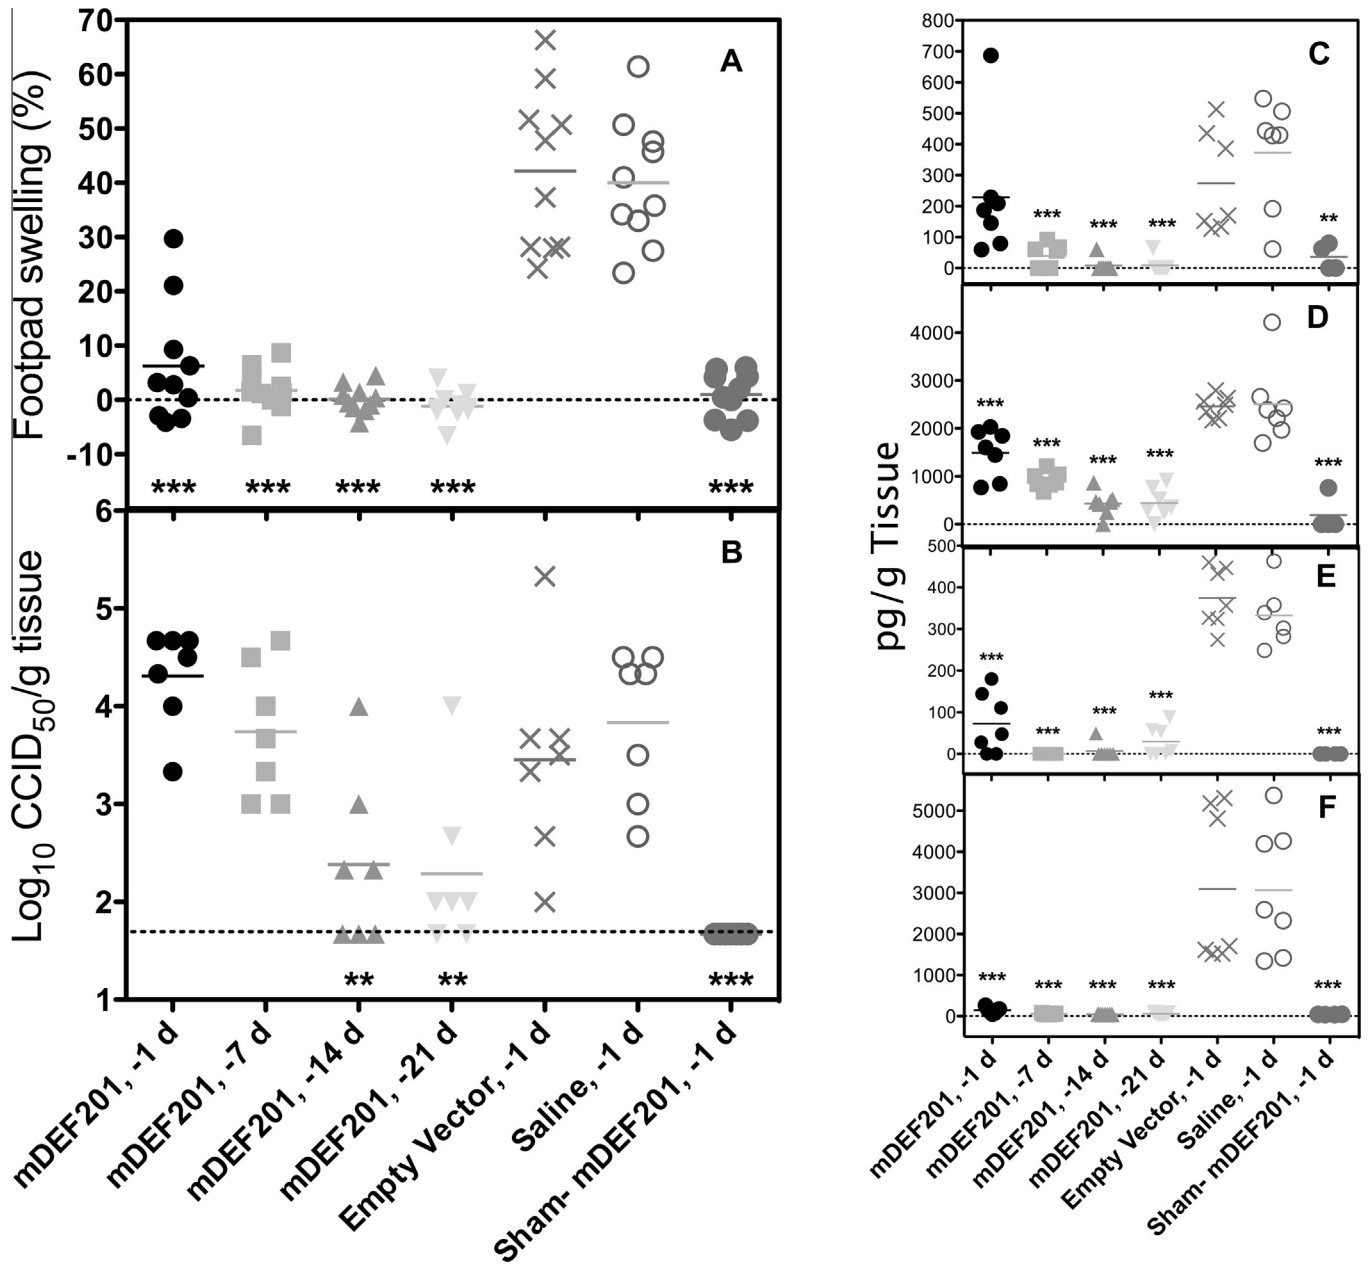 Footpad swelling (%)
70
60
50
40
30
20
10
0
-10
A
*** *** *** *** ***
Log10 CCID50/g tissue
6
5
4
3
2
1
B
** ** ***
mDEF201, -1 d
mDEF201, -7 d
mDEF201, -14 d
mDEF201, -21 d
Empty Vector, -1 d
Saline, -1 d
Sham- mDEF201, -1 d
pg/g Tissue
800
700
600
500
400
300
200
100
0
C
*** *** *** **
4000
3000
2000
1000
0
D
*** *** *** *** ***
500
400
300
200
100
0
E
*** *** *** *** ***
5000
4000
3000
2000
1000
0
F
*** *** *** *** ***
mDEF201, -1 d
mDEF201, -7 d
mDEF201, -14 d
mDEF201, -21 d
Empty Vector, -1 d
Saline, -1 d
Sham- mDEF201, -1 d